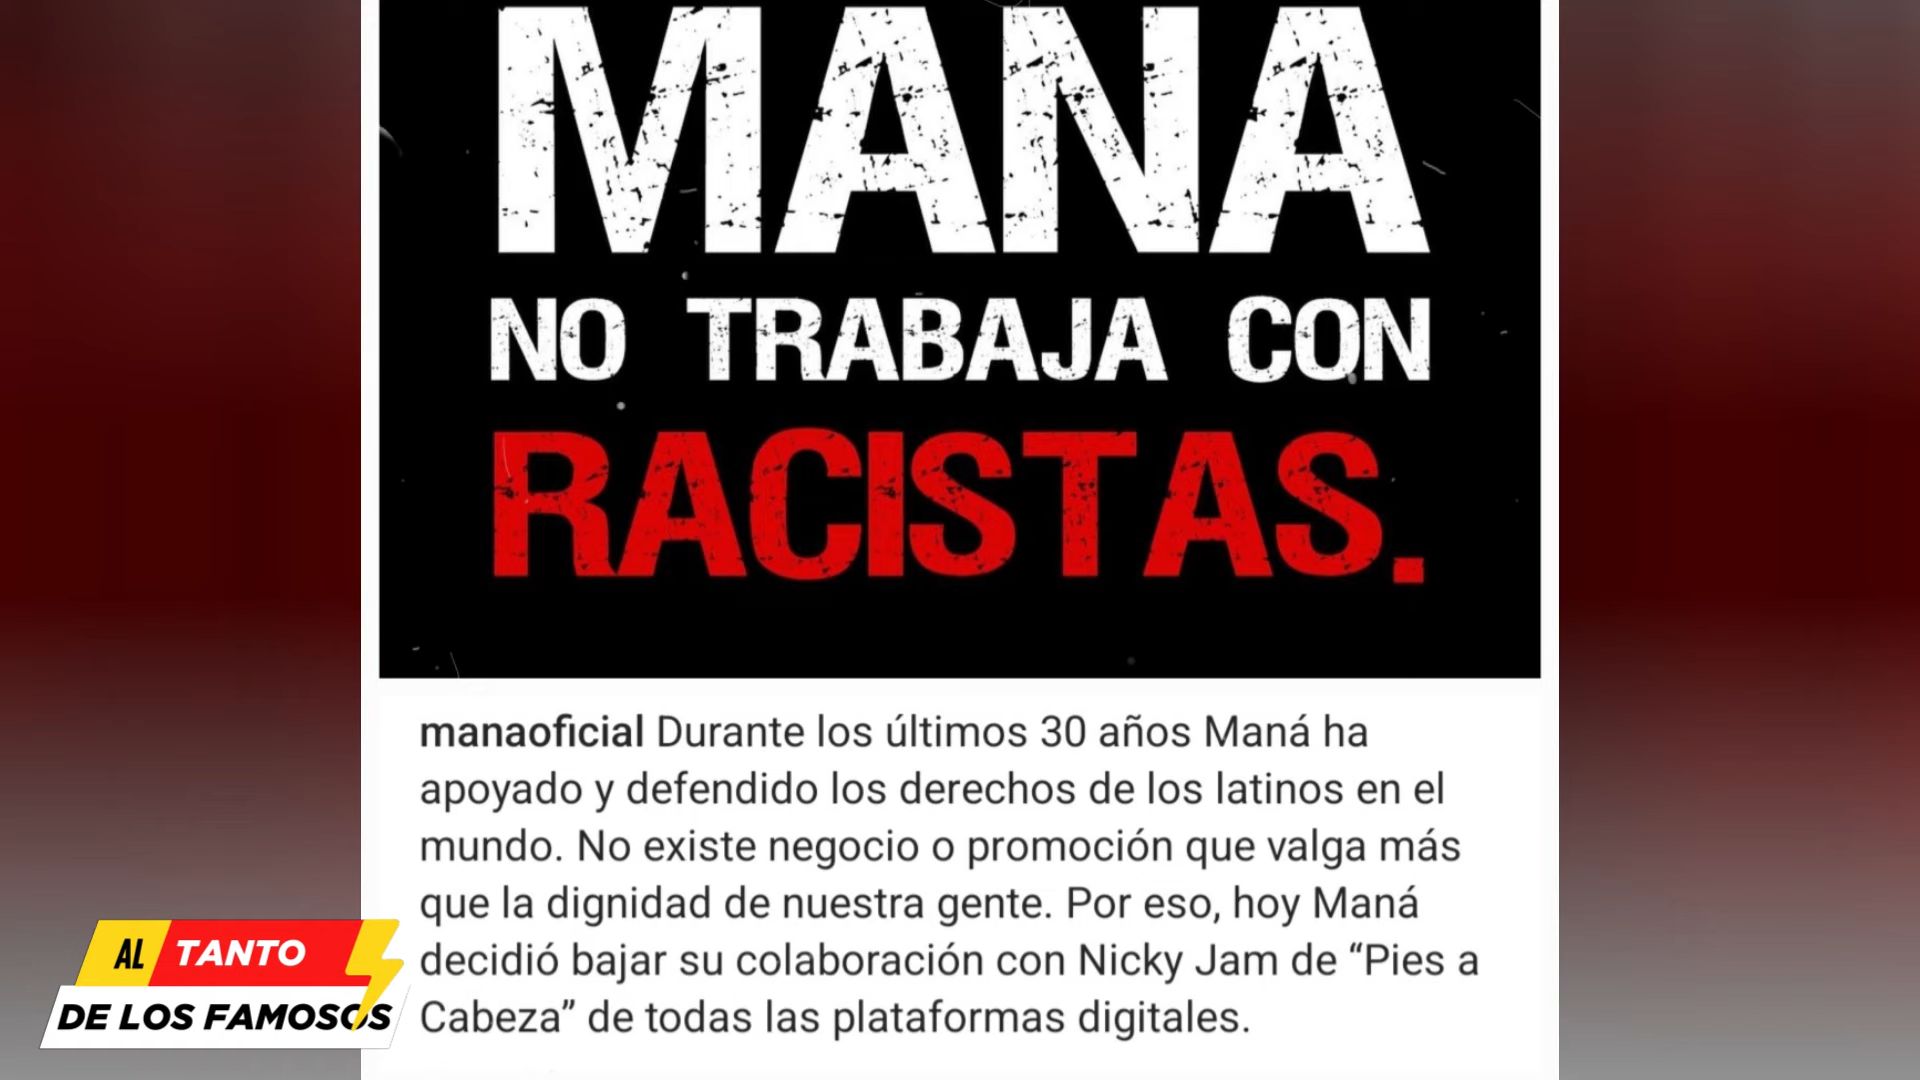 MANA
NO TRABAJA CON
RACISTAS.
manaoficial Durante los últimos 30 años Maná ha
apoyado y defendido los derechos de los latinos en el
mundo. No existe negocio o promoción que valga más
que la dignidad de nuestra gente. Por eso, hoy Maná
decidió bajar su colaboración con Nicky Jam de “Pies a
Cabeza” de todas las plataformas digitales.
AL TANTO
DE LOS FAMOSOS